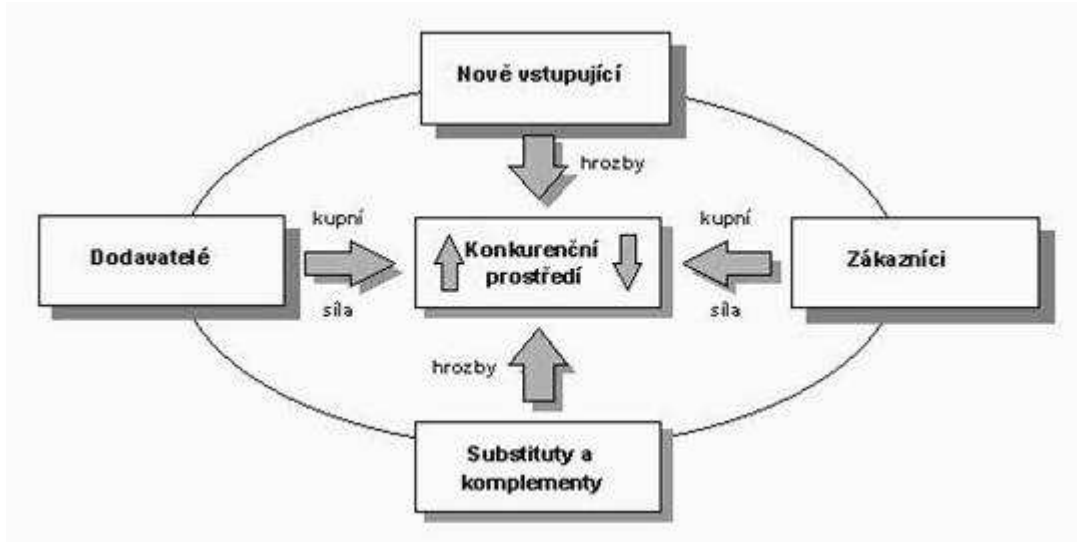 Nově vstupující
hrozby
kupní
kupní
Dodavatelé
Konkurenční
prostředí
Zákazníci
síla
síla
hrozby
Substituty a
komplementy